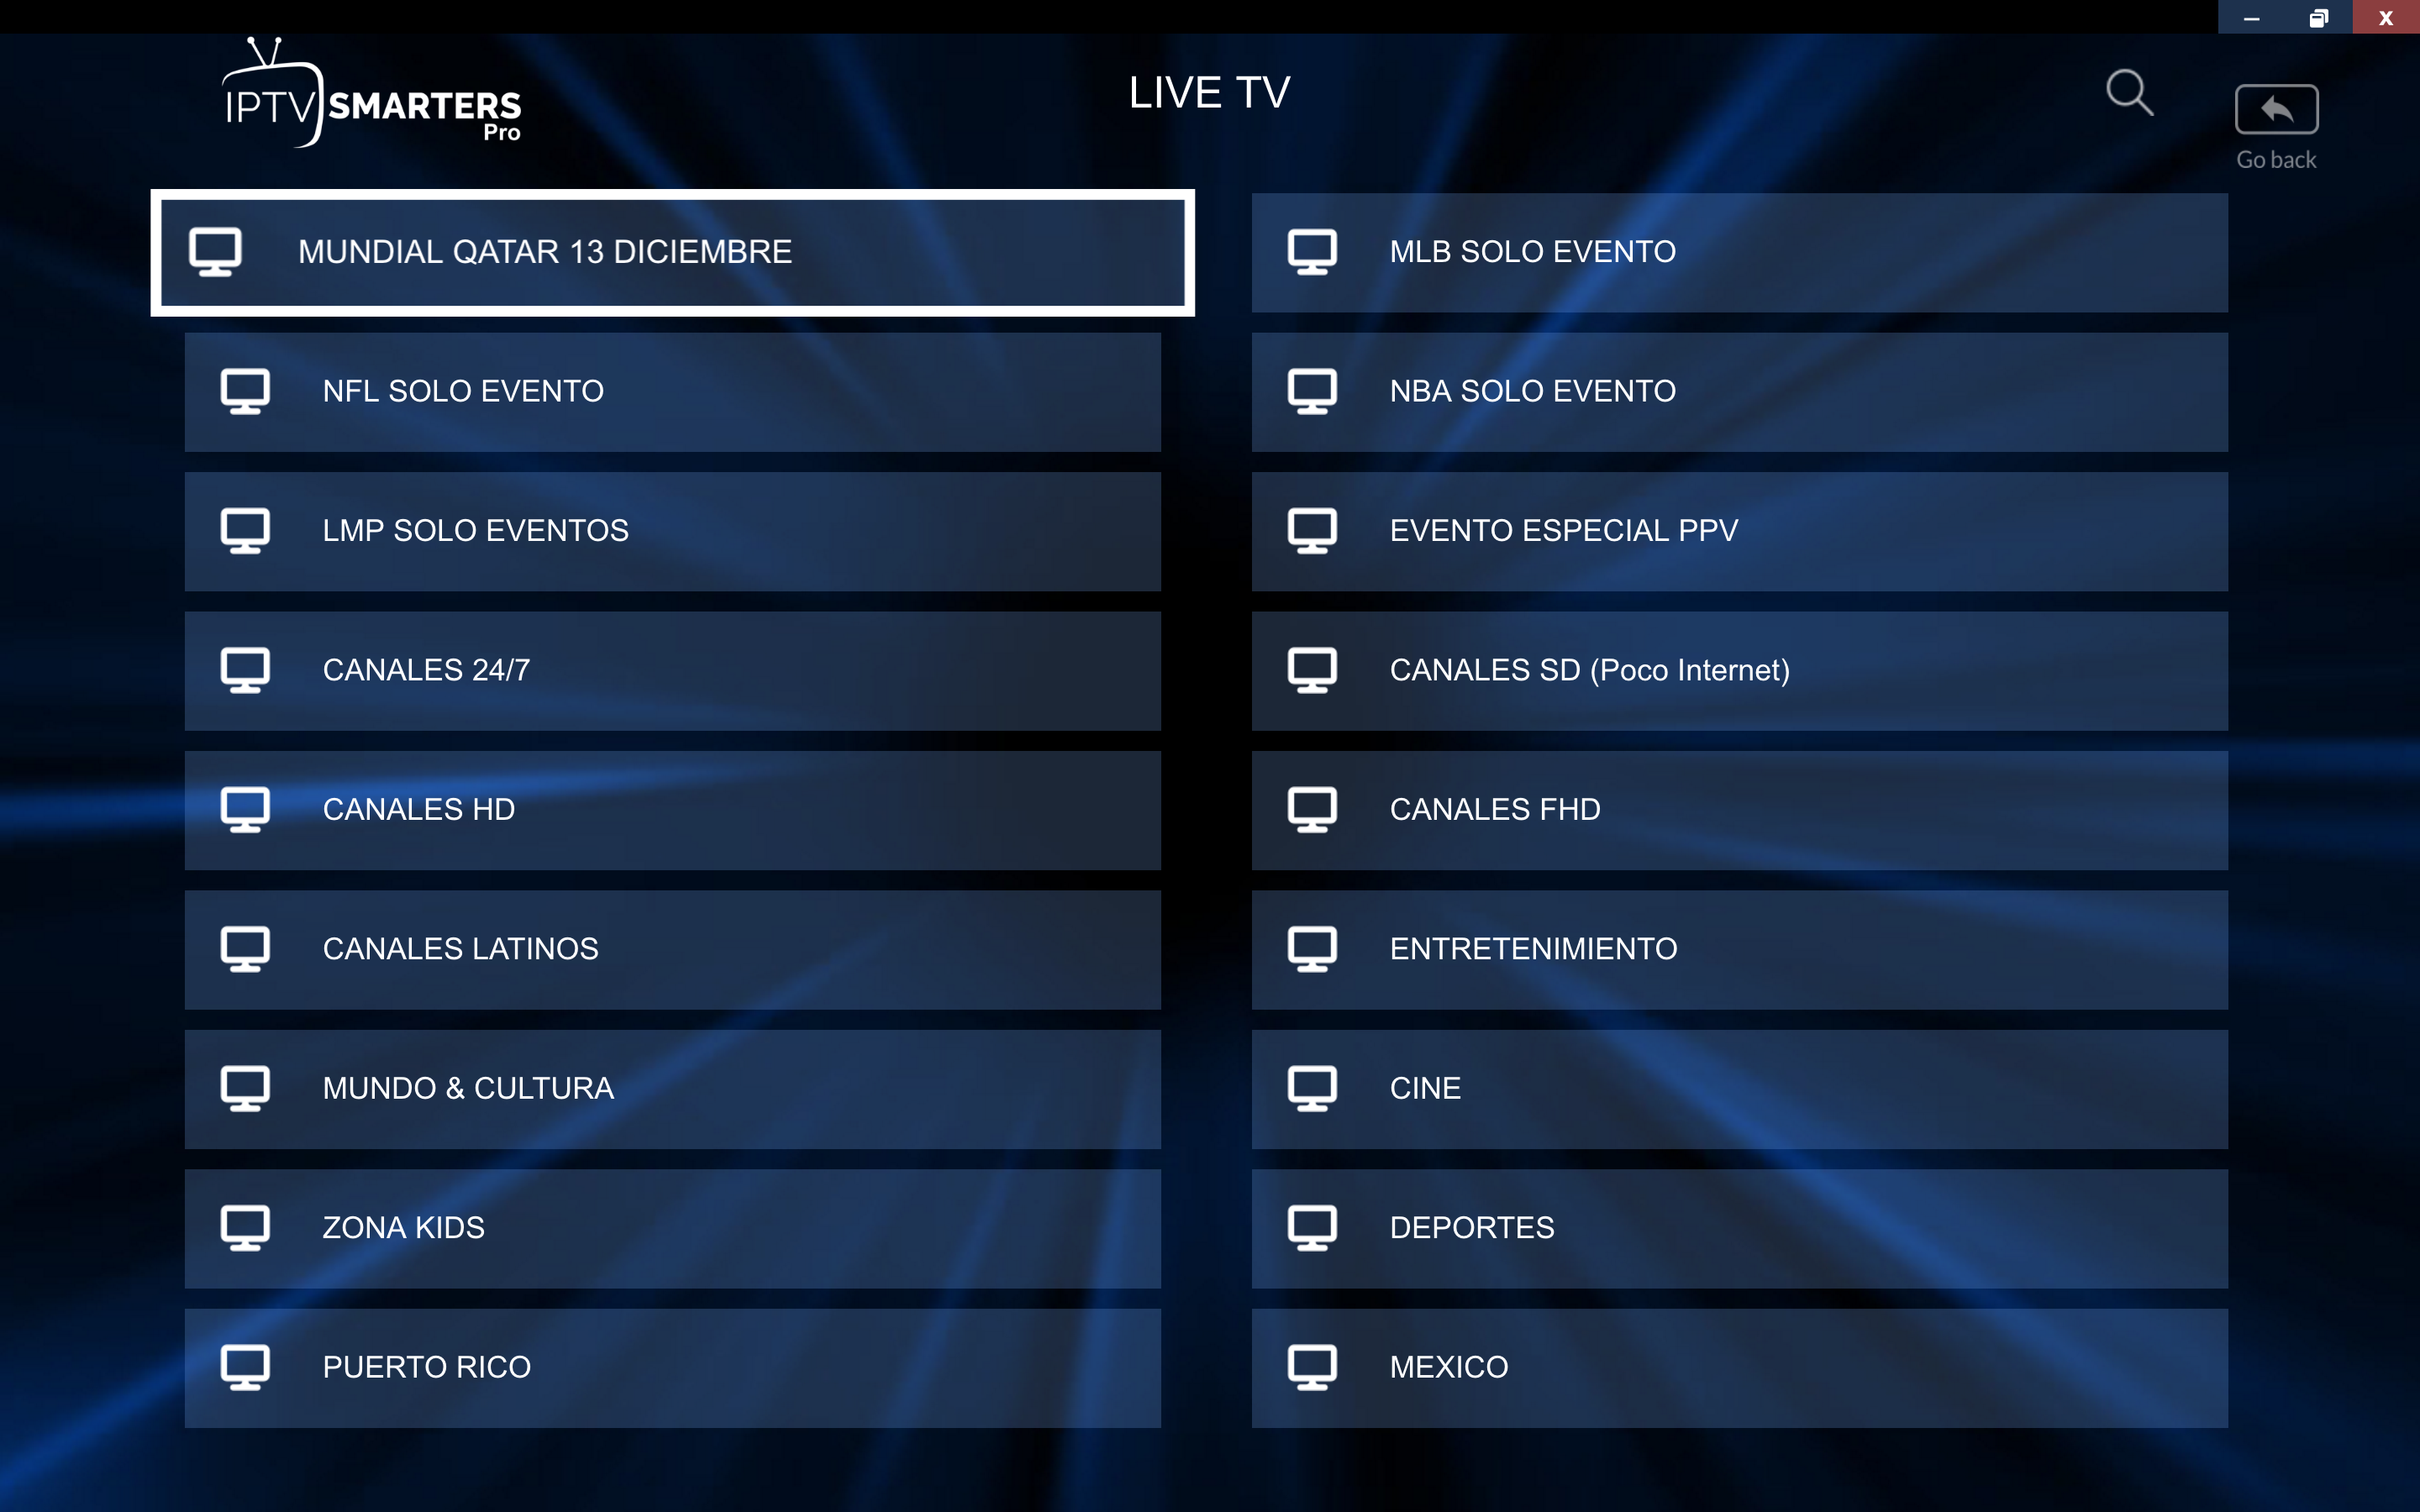 X
IPTV SMARTERS
Pro
LIVE TV
Go back
MUNDIAL QATAR 13 DICIEMBRE
MLB SOLO EVENTO
NFL SOLO EVENTO
NBA SOLO EVENTO
LMP SOLO EVENTOS
EVENTO ESPECIAL PPV
CANALES 24/7
CANALES SD (Poco Internet)
CANALES HD
CANALES FHD
CANALES LATINOS
ENTRETENIMIENTO
MUNDO & CULTURA
CINE
ZONA KIDS
DEPORTES
PUERTO RICO
MEXICO